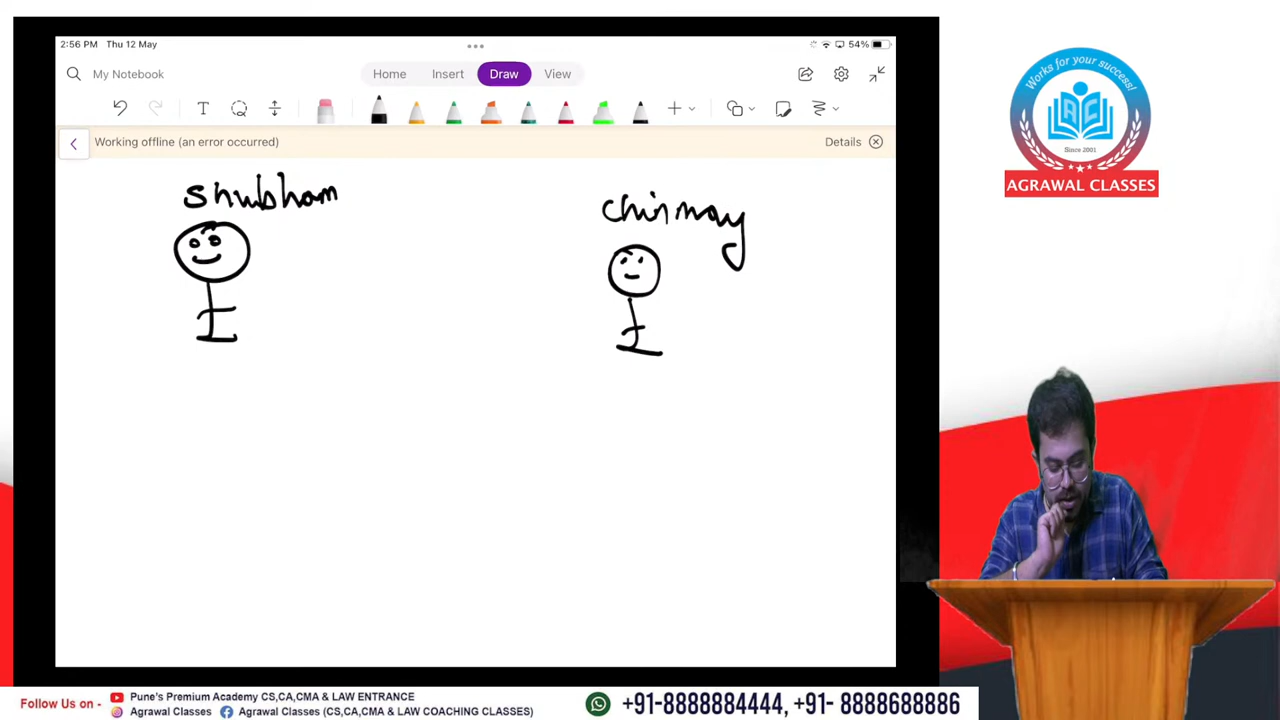 2:56 PM Thu 12 May
54%
My Notebook
Home Insert Draw View
T
Working offline (an error occurred)
Details
shubham
chinmay
Works for your success!
AC
Since 2001
AGRAWAL CLASSES
Follow Us on -
Pune's Premium Academy CS,CA,CMA & LAW ENTRANCE
Agrawal Classes
Agrawal Classes (CS,CA,CMA & LAW COACHING CLASSES)
+91-8888884444, +91- 8888688886